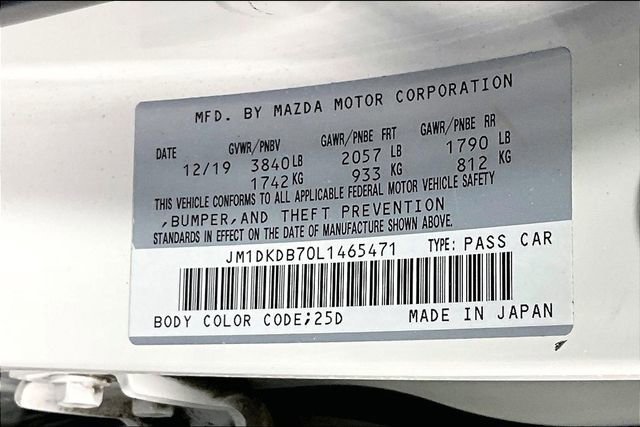 MFD. BY MAZDA MOTOR CORPORATION
DATE GVWR/PNBV GAWR/PNBE FRT GAWR/PNBE RR
12/19 3840LB 2057 LB 1790 LB
1742KG 933 KG 812 KG
THIS VEHICLE CONFORMS TO ALL APPLICABLE FEDERAL MOTOR VEHICLE SAFETY
,BUMPER,AND THEFT PREVENTION
STANDARDS IN EFFECT ON THE DATE OF MANUFACTURE SHOWN ABOVE.
JM1DKDB70L1465471 TYPE: PASS CAR
BODY COLOR CODE;25D MADE IN JAPAN